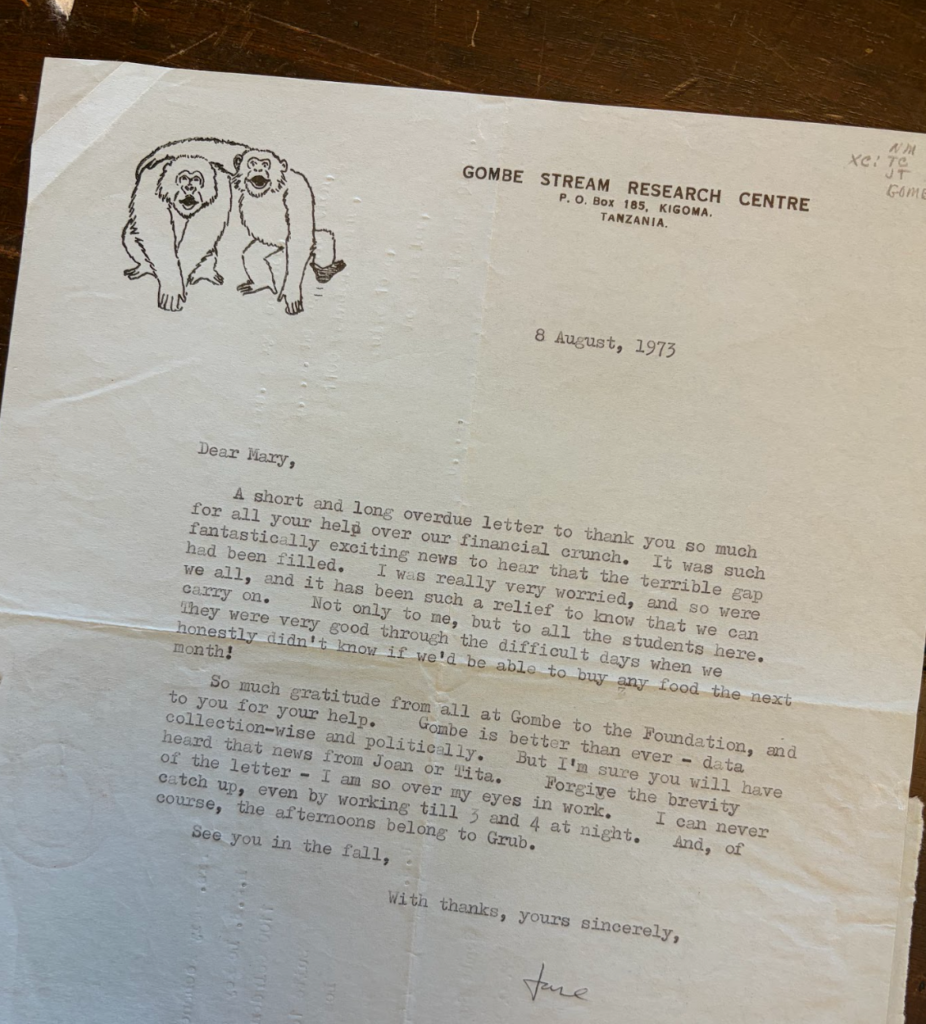 NM
XC: TC
JT
GOMB
GOMBE STREAM RESEARCH CENTRE
P. O. Box 185, KIGOMA.
TANZANIA.
8 August, 1973
Dear Mary,
A short and long overdue letter to thank you so much
for all your help over our financial crunch. It was such
fantastically exciting news to hear that the terrible gap
had been filled. I was really very worried, and so were
we all, and it has been such a relief to know that we can
carry on. Not only to me, but to all the students here.
They were very good through the difficult days when we
honestly didn't know if we'd be able to buy any food the next
month!
So much gratitude from all at Gombe to the Foundation, and
to you for your help. Gombe is better than ever - data
collection-wise and politically. But I'm sure you will have
heard that news from Joan or Tita. Forgive the brevity
of the letter - I am so over my eyes in work. I can never
catch up, even by working till 3 and 4 at night. And, of
course, the afternoons belong to Grub.
See you in the fall,
With thanks, yours sincerely,
Jane